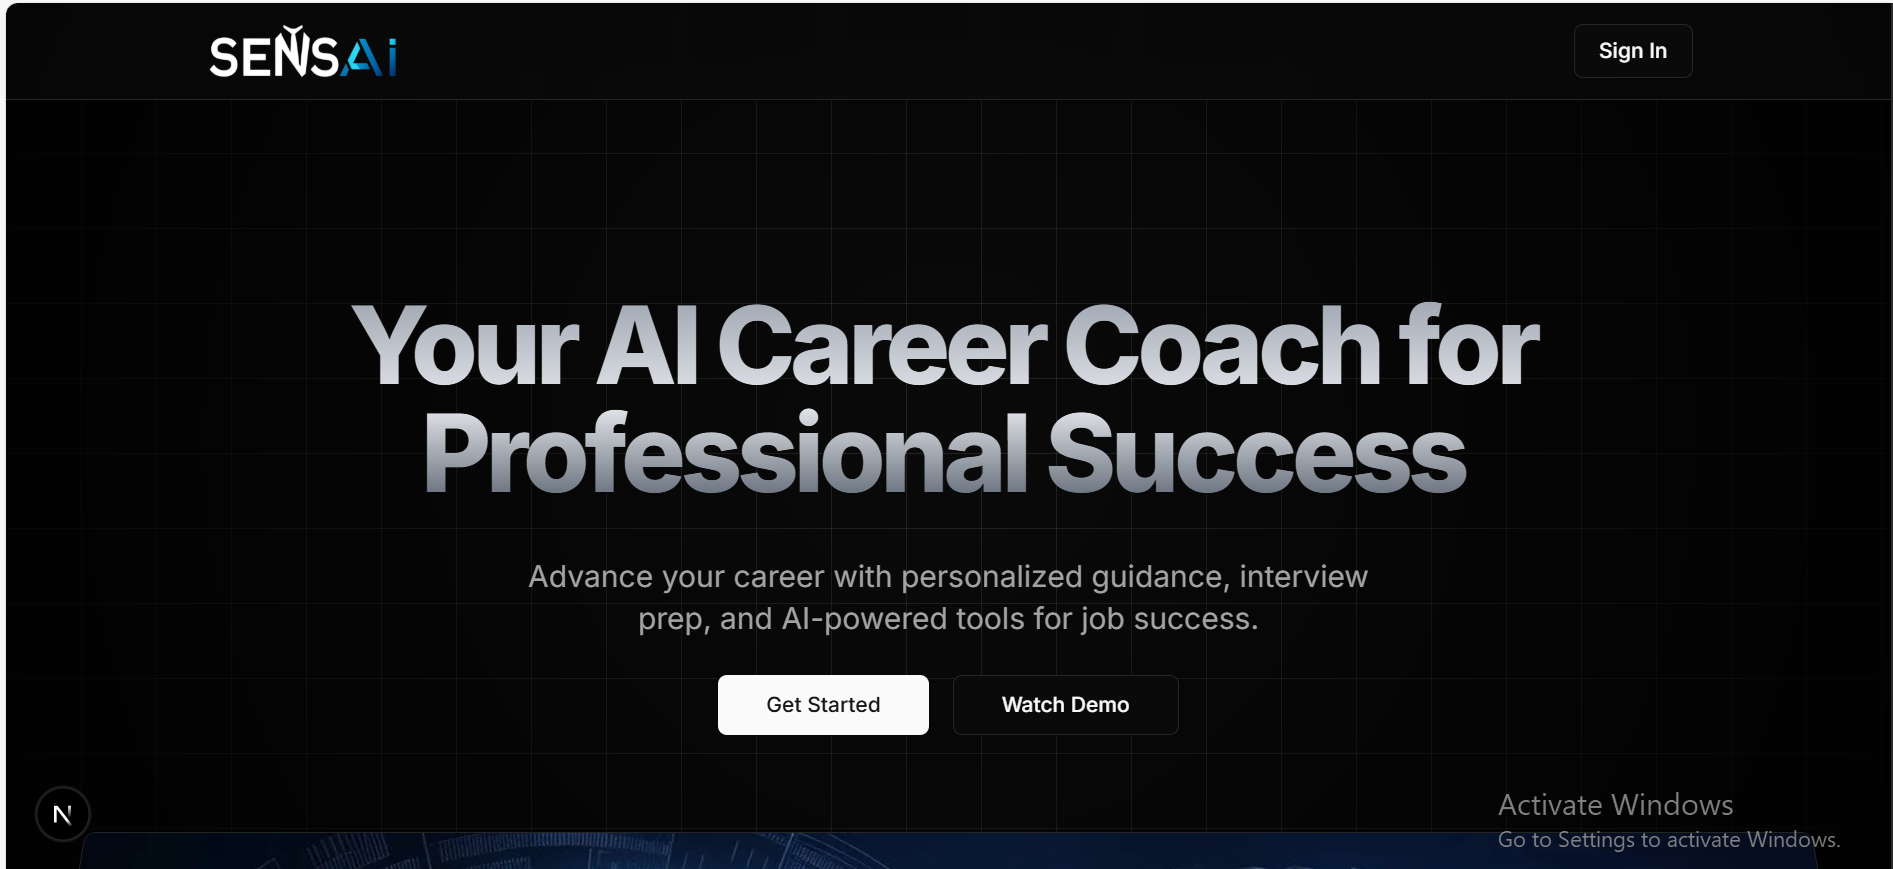 SENSAi
Sign In
Your AI Career Coach for
Professional Success
Advance your career with personalized guidance, interview
prep, and AI-powered tools for job success.
Get Started
Watch Demo
N
Activate Windows
Go to Settings to activate Windows.